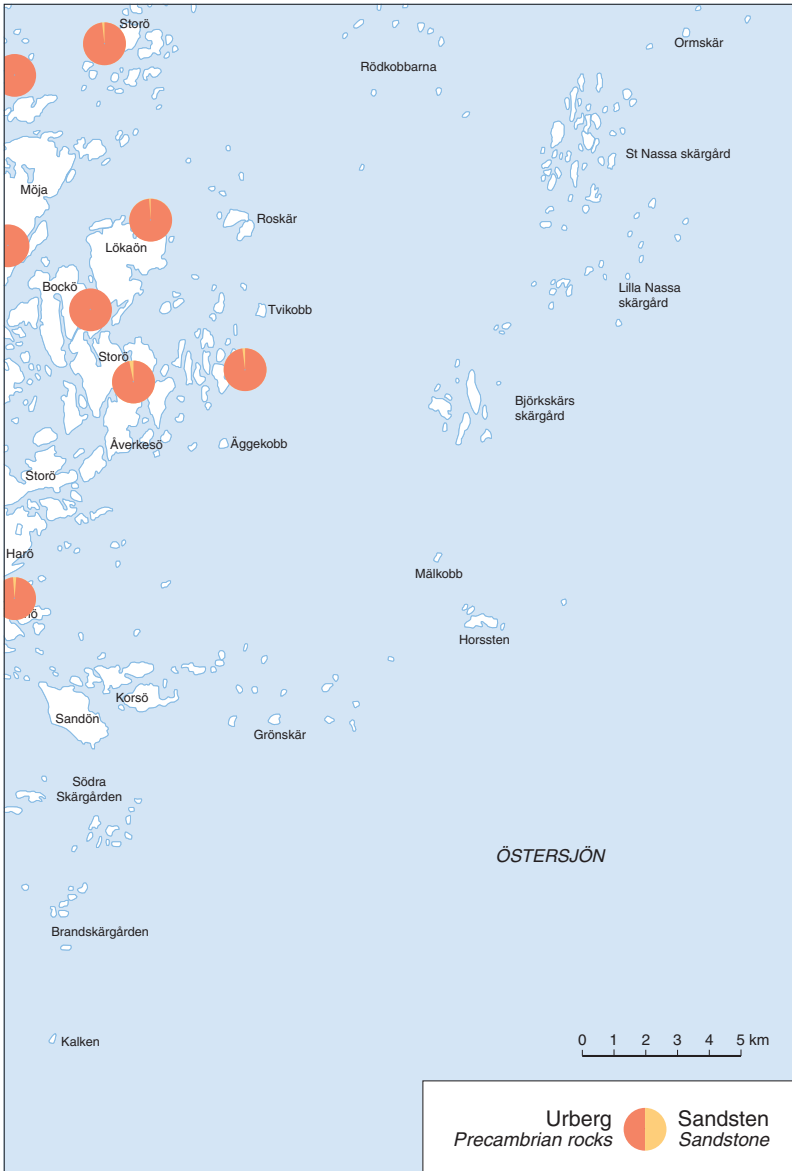 Storö
Ormskär
Rödkobbarna
St Nassa skärgård
Möja
Roskär
Lökaön
Bockö
Lilla Nassa
skärgård
Tvikobb
Storö
Björkskärs
skärgård
Åverkesö
Äggekobb
Storö
Harö
Mälkobb
Horssten
Korsö
Sandön
Grönskär
Södra
Skärgården
ÖSTERSJÖN
Brandskärgården
Kalken
0 1 2 3 4 5 km
Urberg Sandsten
Precambrian rocks Sandstone